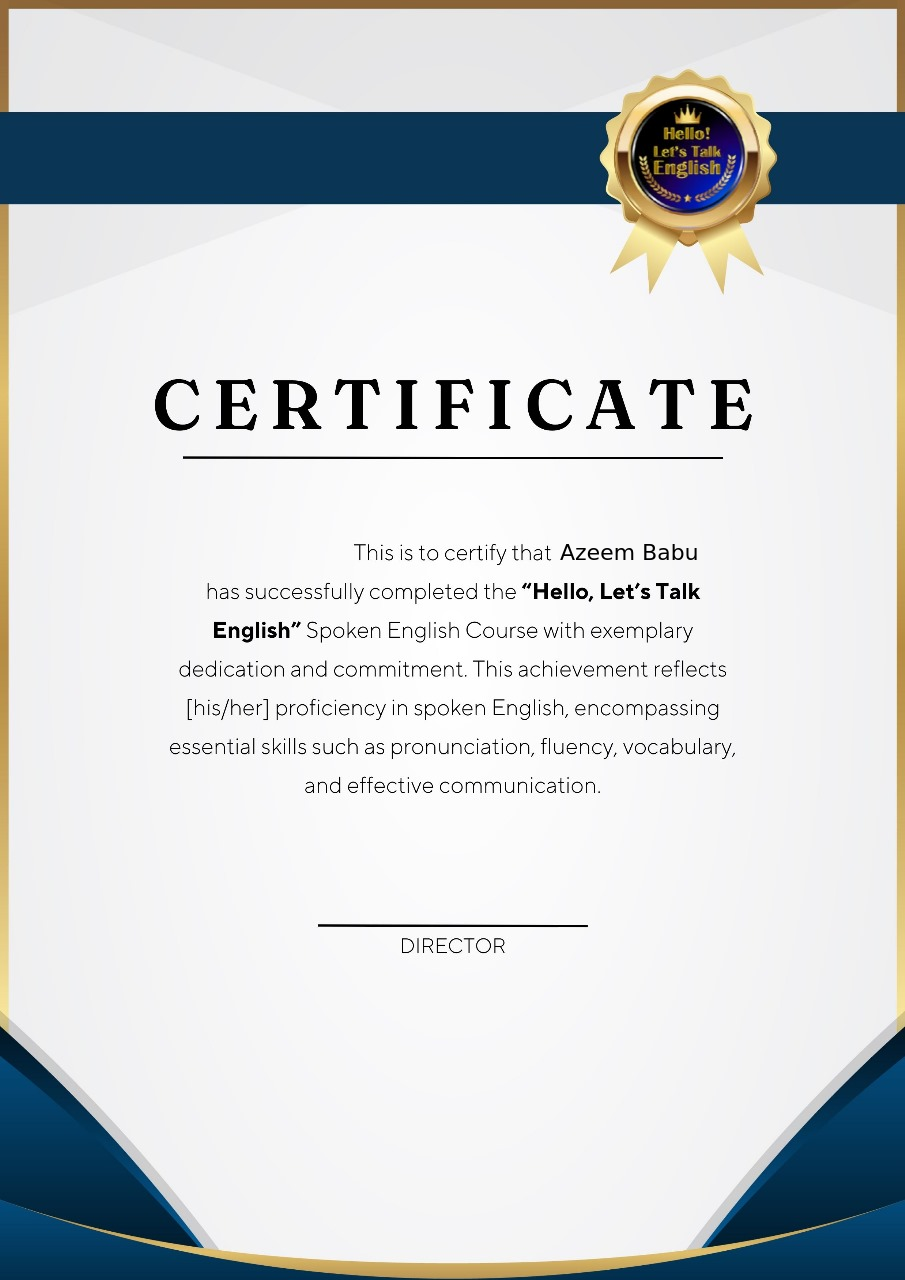 Hello!
Let's Talk
English
CERTIFICATE
This is to certify that Azeem Babu
has successfully completed the “Hello, Let’s Talk
English” Spoken English Course with exemplary
dedication and commitment. This achievement reflects
[his/her] proficiency in spoken English, encompassing
essential skills such as pronunciation, fluency, vocabulary,
and effective communication.
DIRECTOR